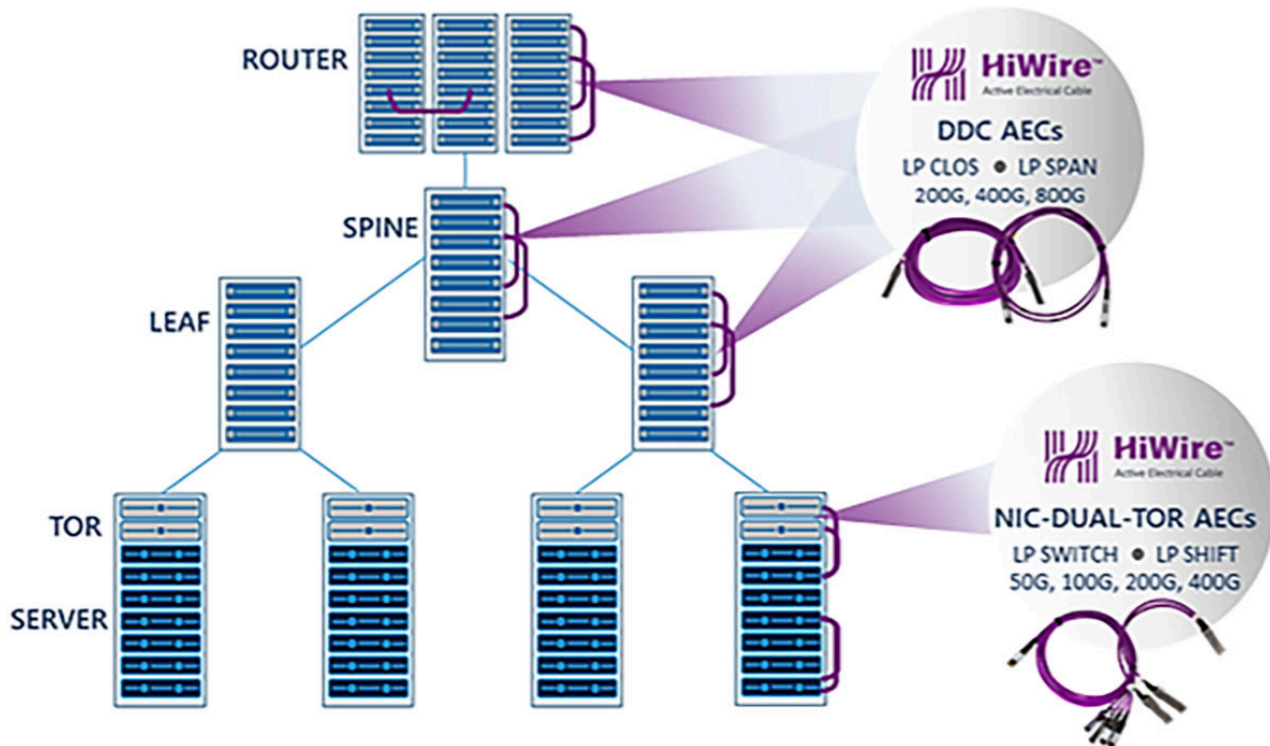 ROUTER
HiWire™
Active Electrical Cable
DDC AECs
LP CLOS ● LP SPAN
200G, 400G, 800G
SPINE
LEAF
HiWire™
Active Electrical Cable
NIC-DUAL-TOR AECs
LP SWITCH ● LP SHIFT
50G, 100G, 200G, 400G
TOR
SERVER